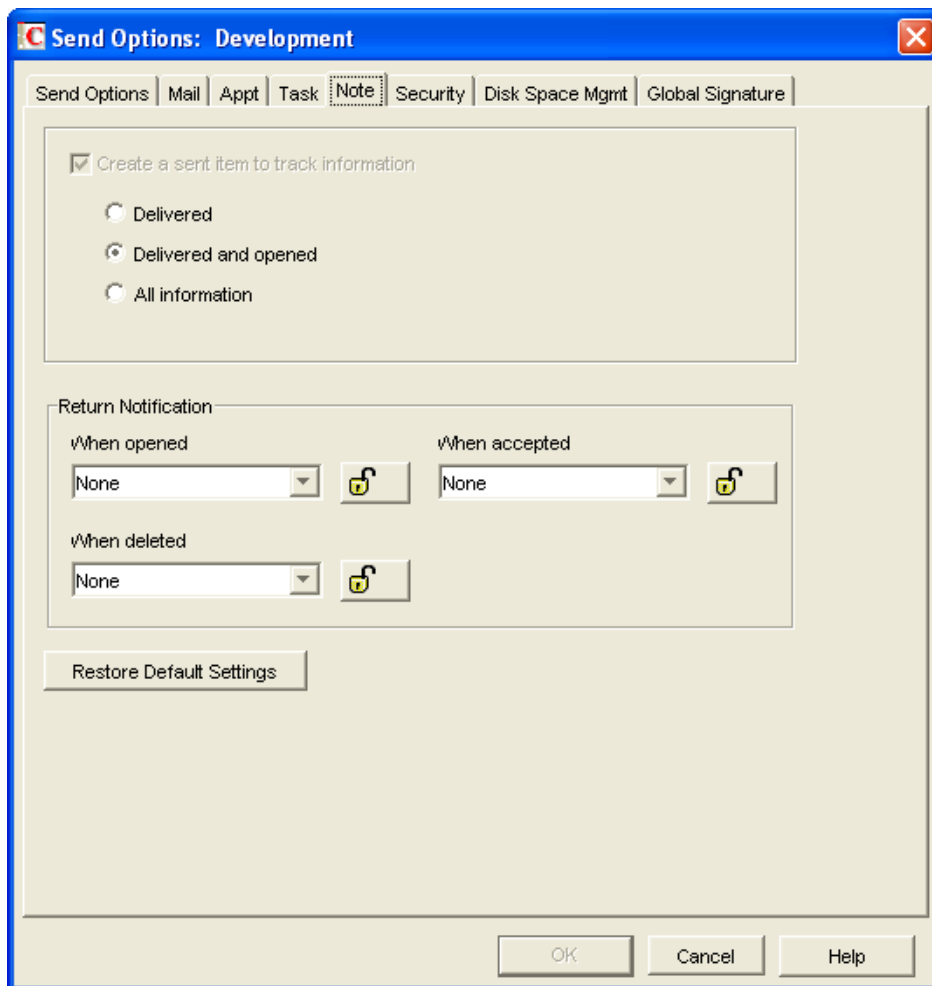 C Send Options: Development
Send Options Mail Appt Task Note Security Disk Space Mgmt Global Signature
Create a sent item to track information
Delivered
Delivered and opened
All information
Return Notification
When opened When accepted
None None
When deleted
None
Restore Default Settings
OK Cancel Help